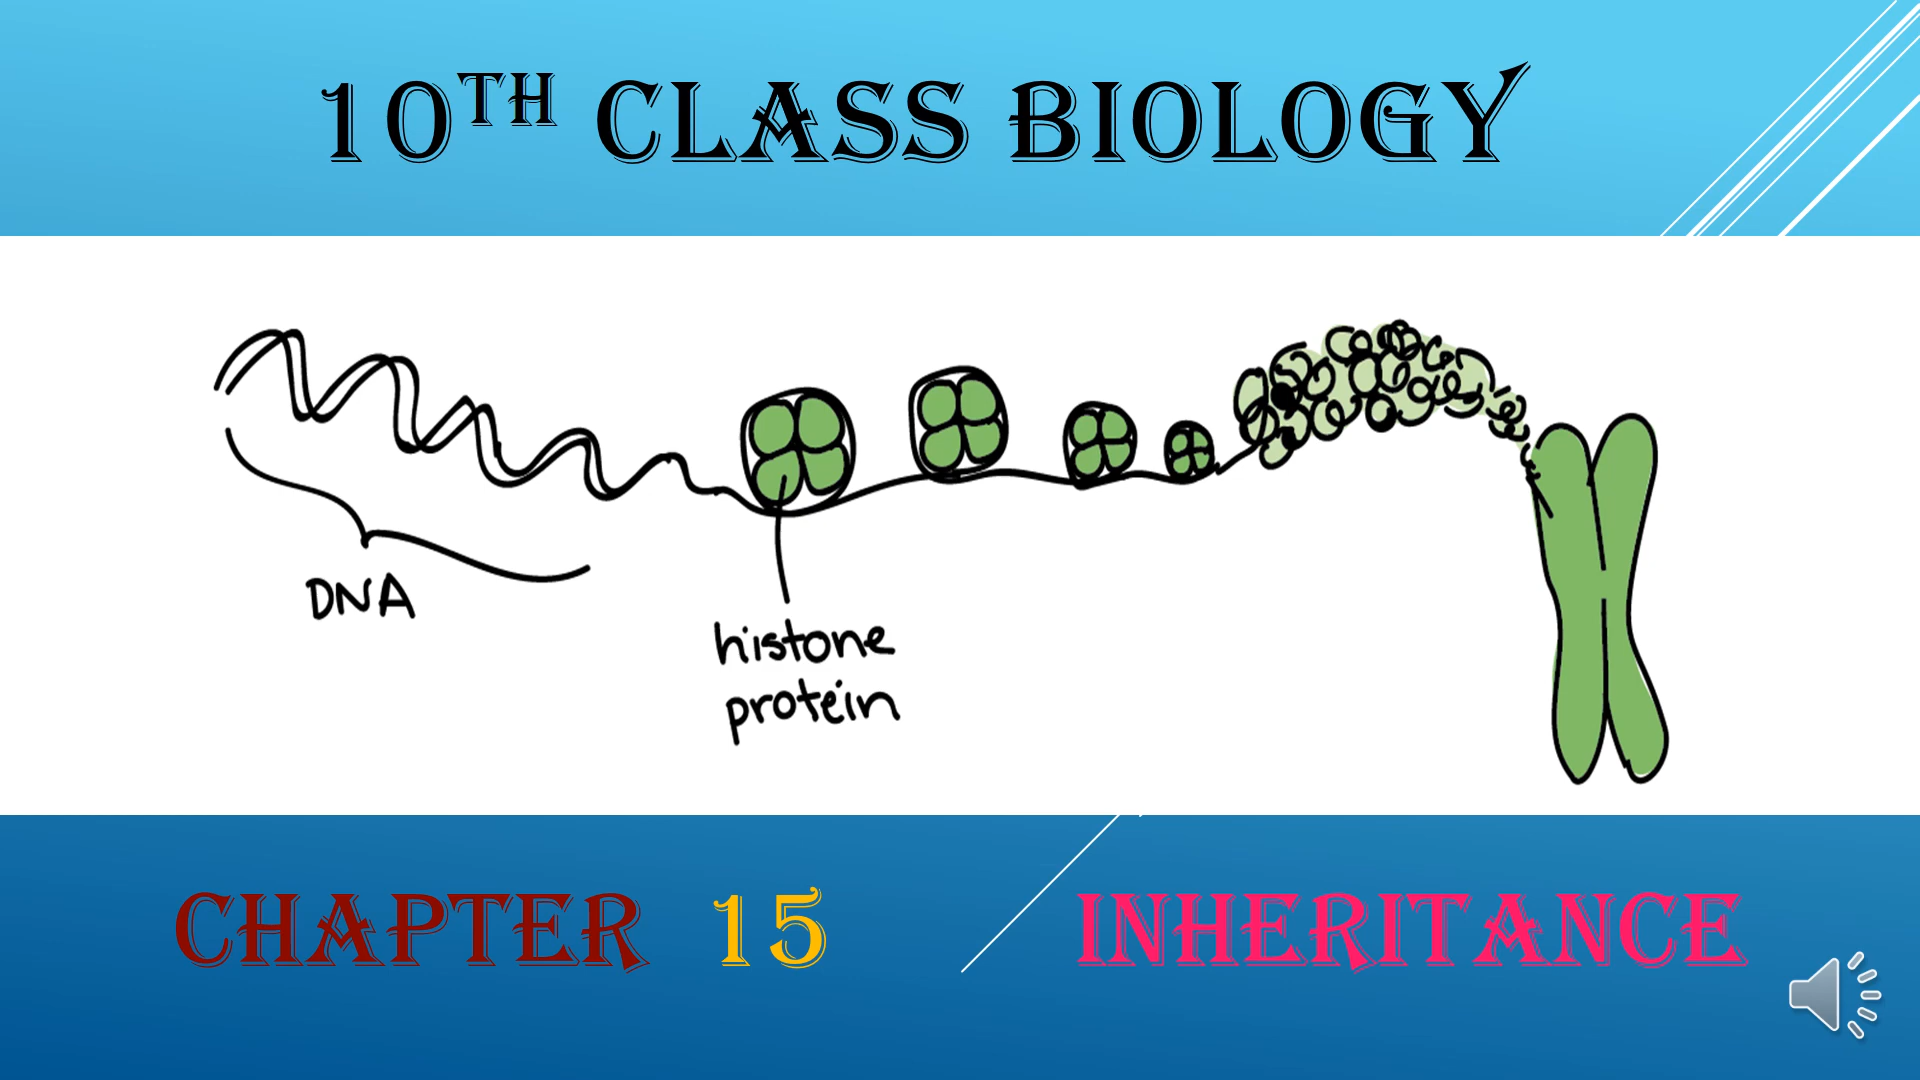 10TH CLASS BIOLOGY
DNA
histone
protein
CHAPTER 15 INHERITANCE